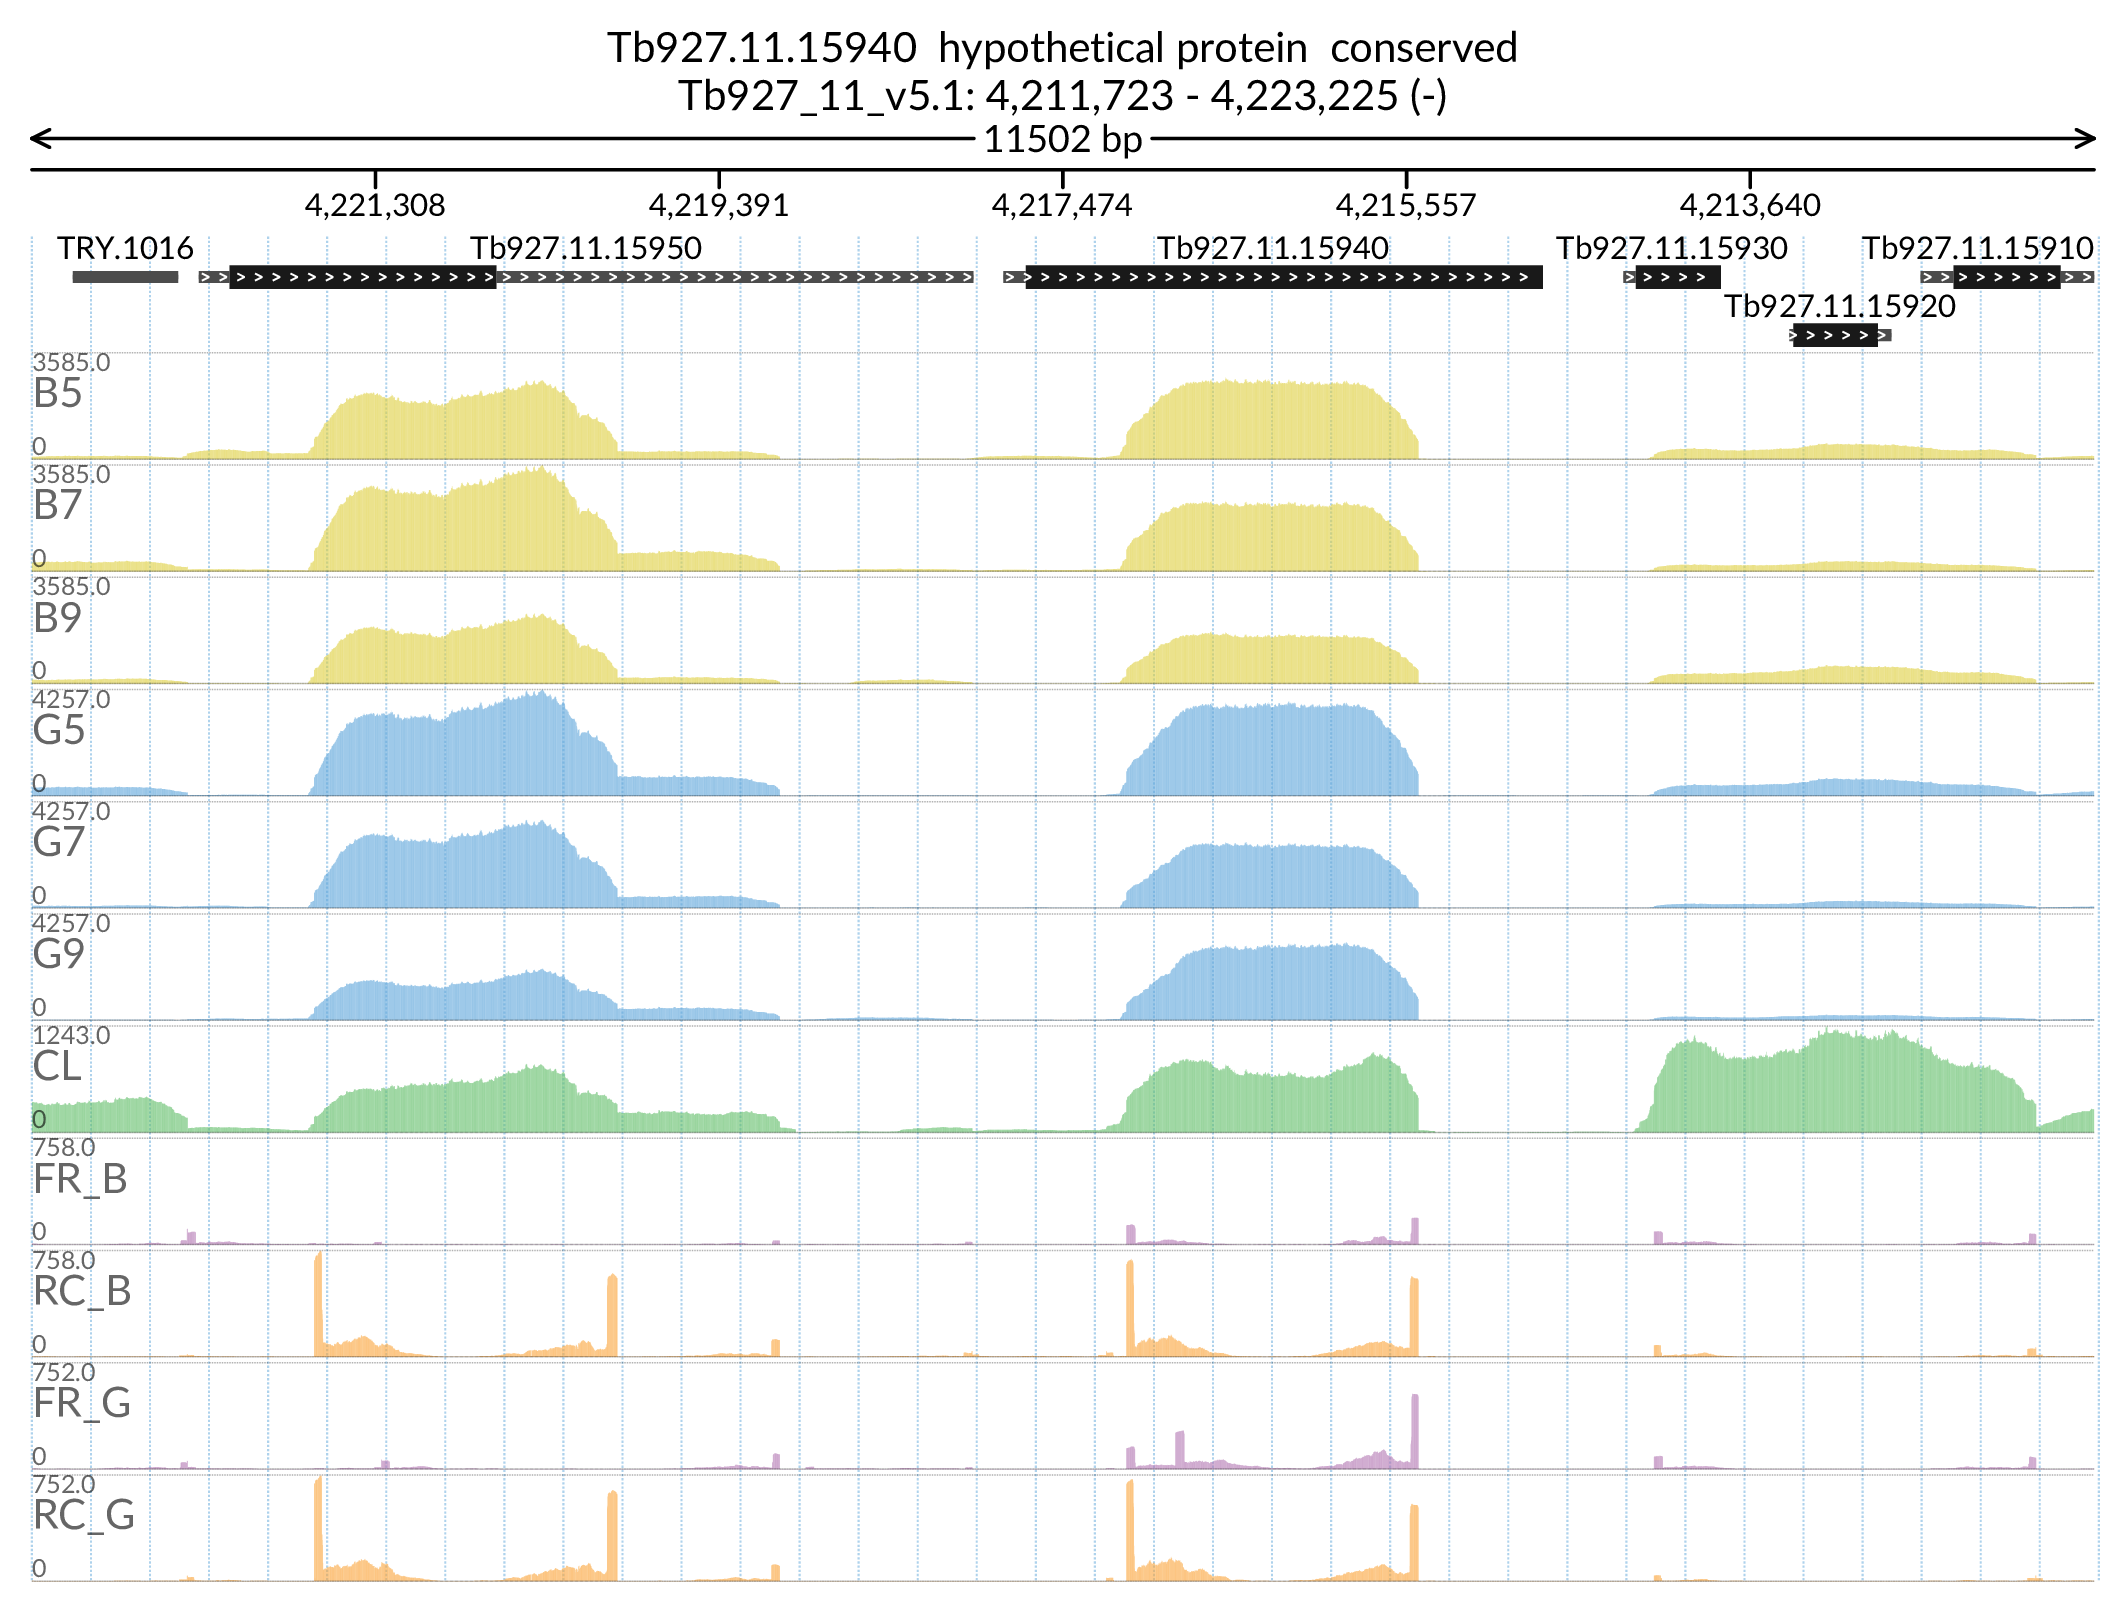 Tb927.11.15940  hypothetical protein  conserved
Tb927_11_v5.1: 4,211,723 - 4,223,225 (-)
11502 bp
4,221,308 4,219,391 4,217,474 4,215,557 4,213,640
TRY.1016 Tb927.11.15950 Tb927.11.15940 Tb927.11.15930 Tb927.11.15910
Tb927.11.15920
3585.0
B5
0
3585.0
B7
0
3585.0
B9
0
4257.0
G5
0
4257.0
G7
0
4257.0
G9
0
1243.0
CL
0
758.0
FR_B
0
758.0
RC_B
0
752.0
FR_G
0
752.0
RC_G
0